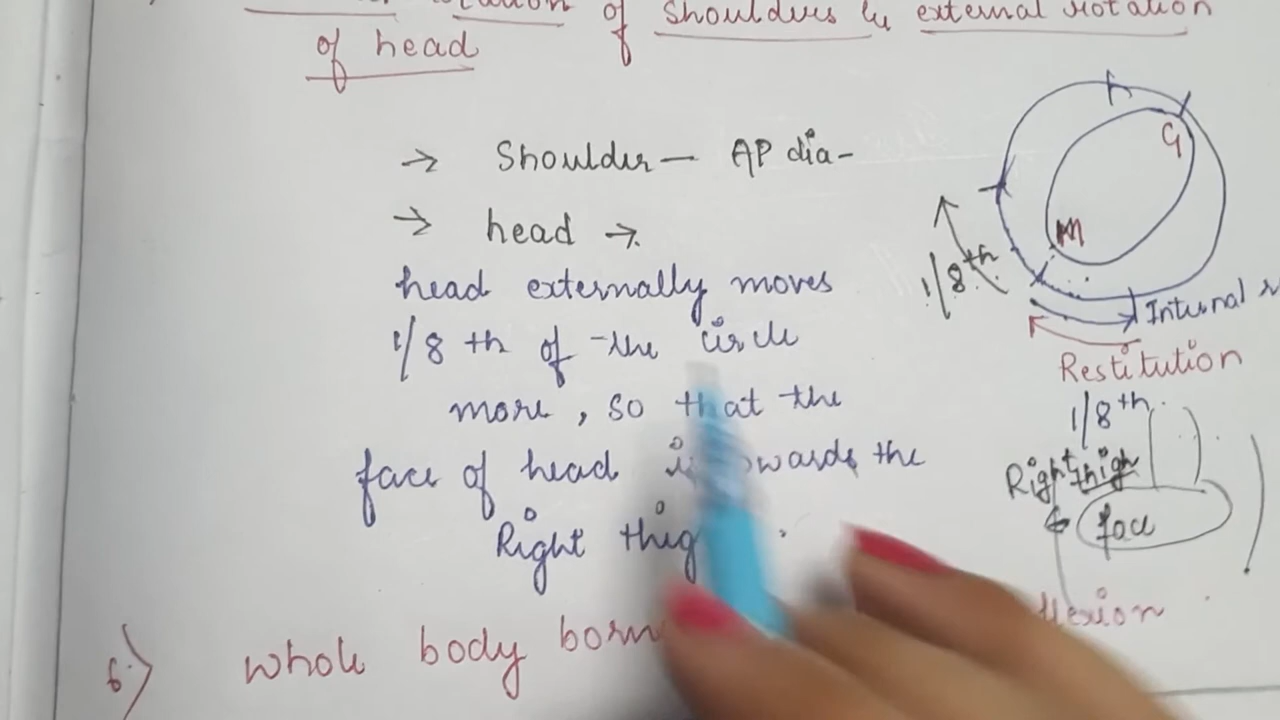 of Shoulders & external rotation
of head
→ Shoulder — AP dia-
→ head →.
head externally moves
1/8 th of the circle
more, so that the
face of head is towards the
Right thig
6) whole body born
G
M
1/8th
Internal
Restitution
1/8th
Right thigh
face
flexion